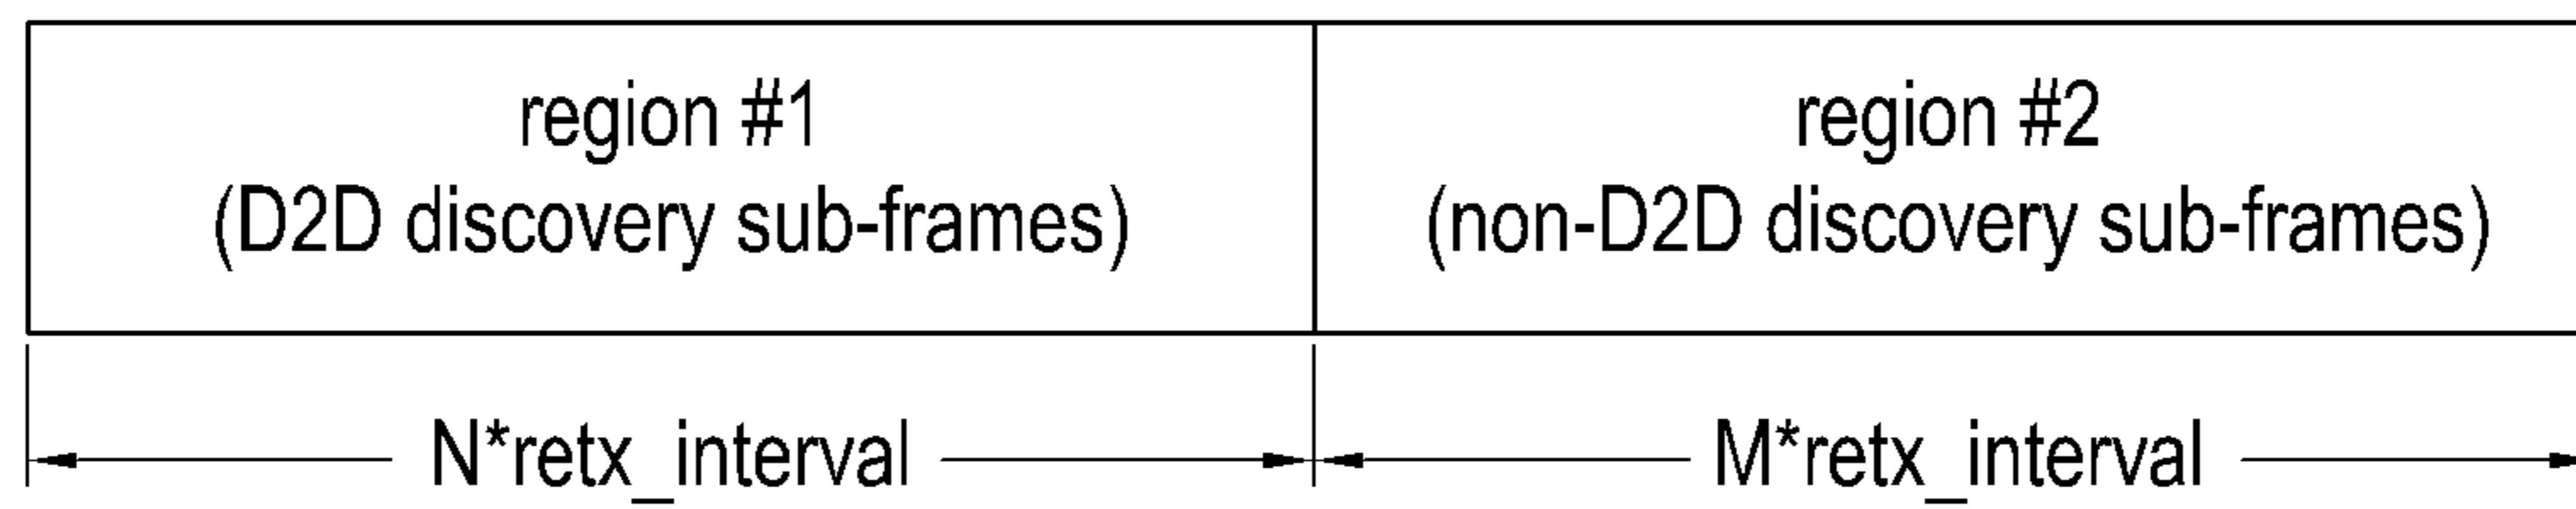 region #1
(D2D discovery sub-frames)
region #2
(non-D2D discovery sub-frames)
N*retx_interval
M*retx_interval